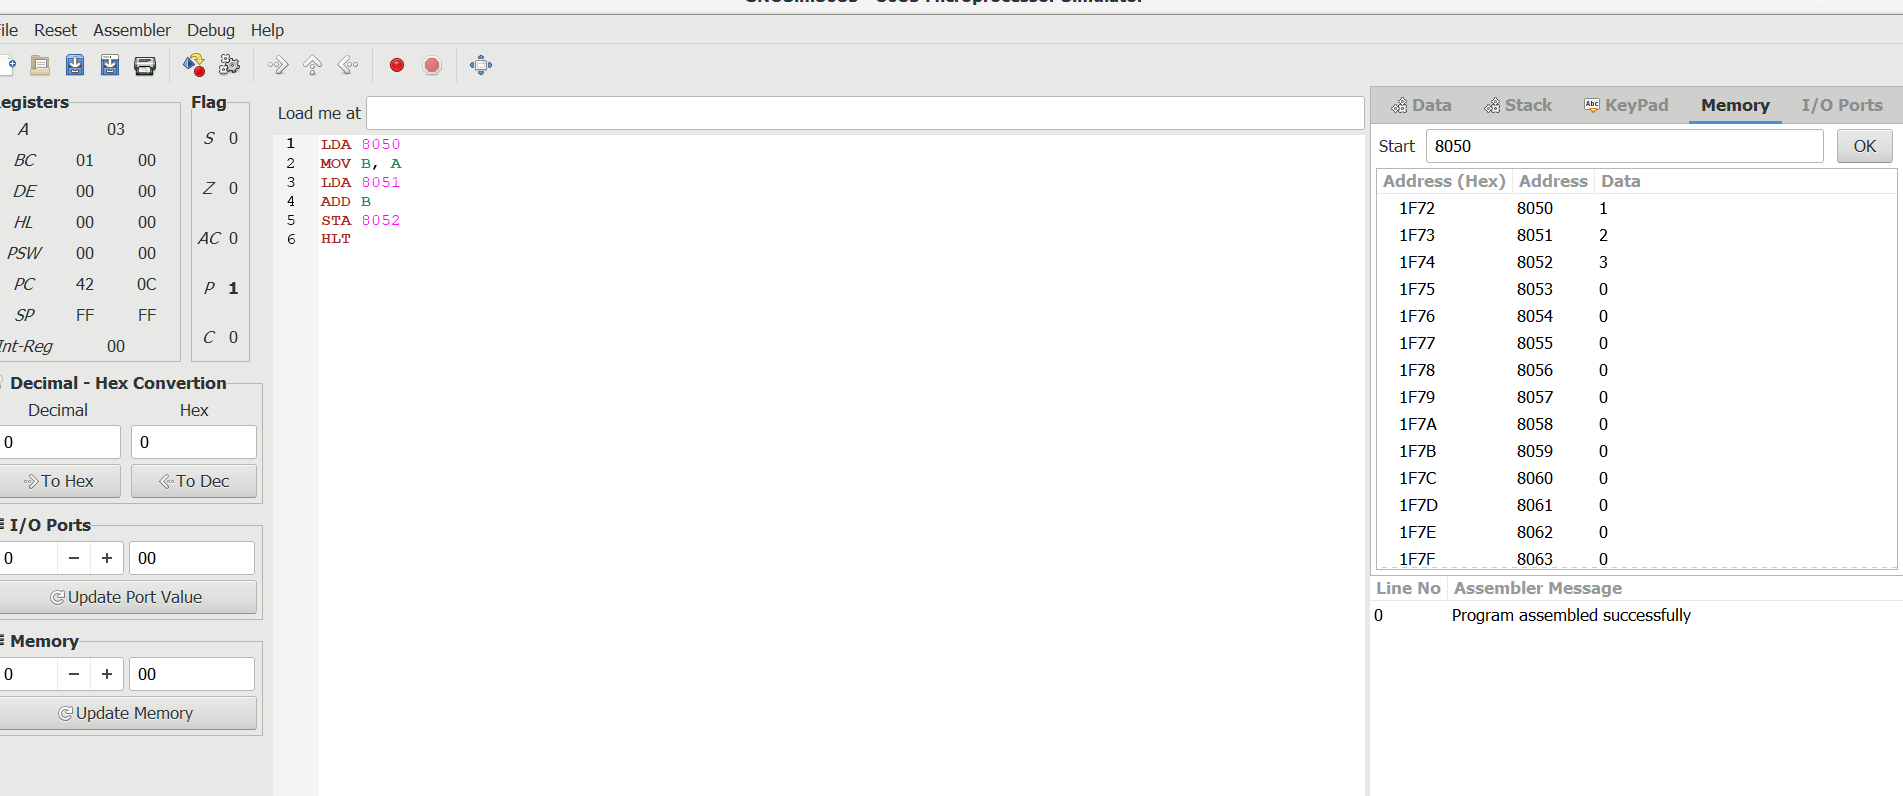 File Reset Assembler Debug Help
Registers
A 03
BC 01 00
DE 00 00
HL 00 00
PSW 00 00
PC 42 0C
SP FF FF
Int-Reg 00
Flag
S 0
Z 0
AC 0
P 1
C 0
Decimal - Hex Convertion
Decimal Hex
0 0
To Hex To Dec
I/O Ports
0 − + 00
Update Port Value
Memory
0 − + 00
Update Memory
Load me at
1 LDA 8050
2 MOV B, A
3 LDA 8051
4 ADD B
5 STA 8052
6 HLT
Data Stack Abc KeyPad Memory I/O Ports
Start 8050 OK
Address (Hex) Address Data
1F72 8050 1
1F73 8051 2
1F74 8052 3
1F75 8053 0
1F76 8054 0
1F77 8055 0
1F78 8056 0
1F79 8057 0
1F7A 8058 0
1F7B 8059 0
1F7C 8060 0
1F7D 8061 0
1F7E 8062 0
1F7F 8063 0
Line No Assembler Message
0 Program assembled successfully